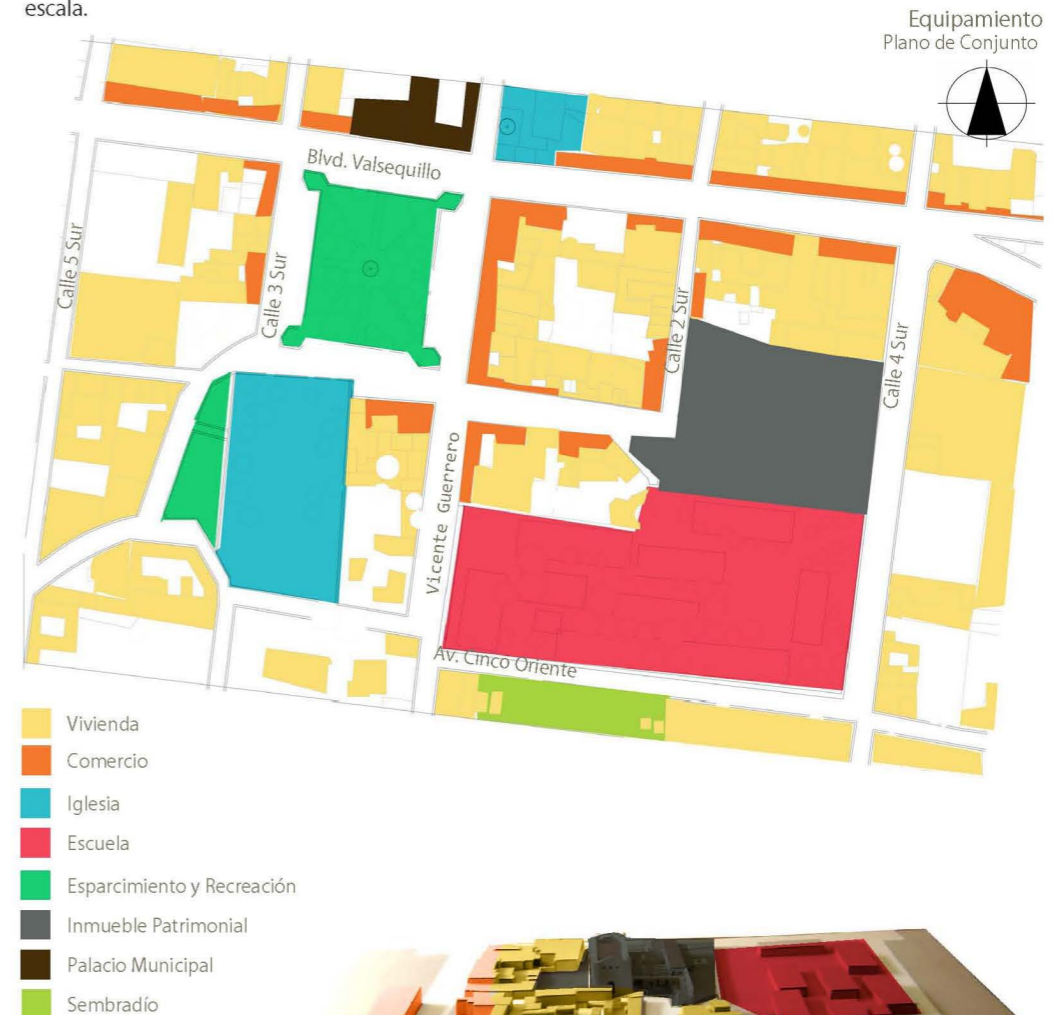 escala.
Equipamiento
Plano de Conjunto
Blvd. Valsequillo
Calle 5 Sur
Calle 3 Sur
Calle 2 Sur
Calle 4 Sur
Vicente Guerrero
Av. Cinco Oriente
Vivienda
Comercio
Iglesia
Escuela
Esparcimiento y Recreación
Inmueble Patrimonial
Palacio Municipal
Sembradío